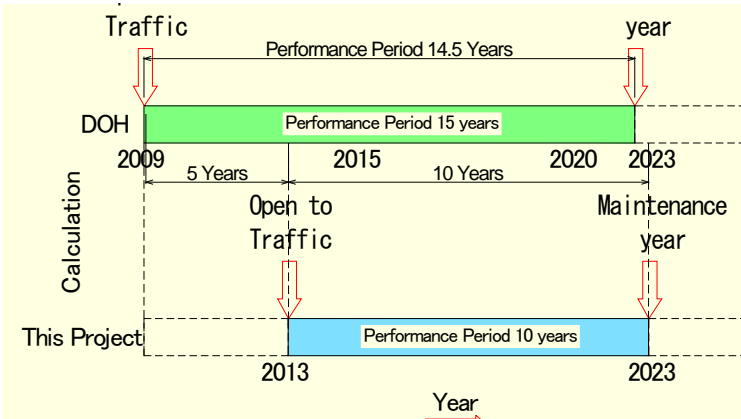 Traffic year
Performance Period 14.5 Years
DOH Performance Period 15 years
2009 2015 2020 2023
5 Years 10 Years
Calculation
Open to Maintenance
Traffic year
This Project Performance Period 10 years
2013 2023
Year